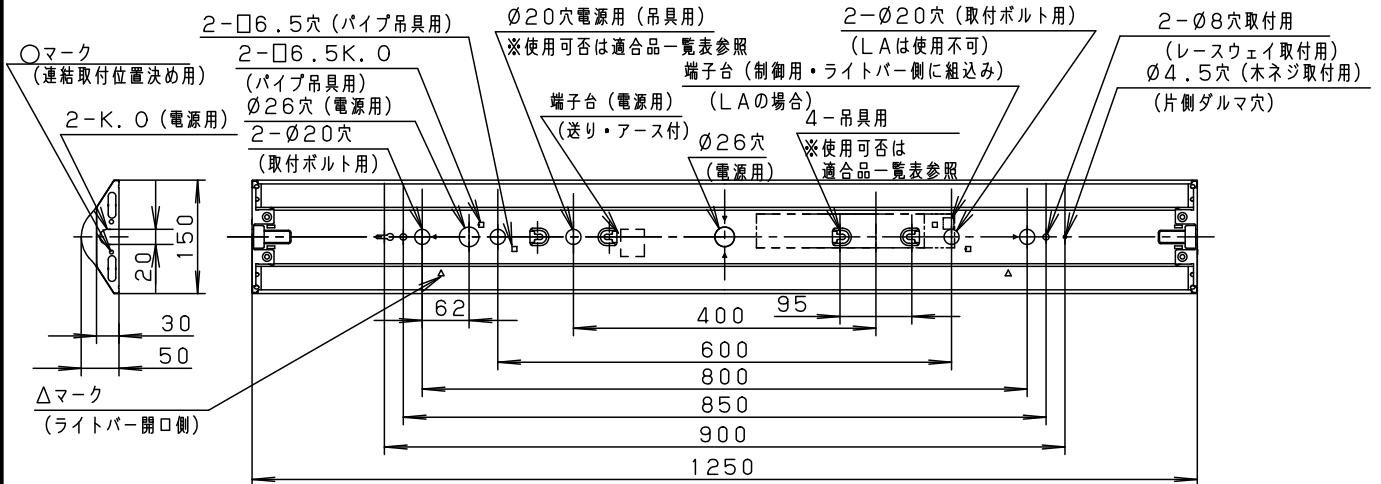 2-□6.5穴(パイプ吊具用)
Ø20穴電源用(吊具用)
※使用可否は適合品一覧表参照
2-Ø20穴(取付ボルト用)
(LAは使用不可)
2-Ø8穴取付用
(レースウェイ取付用)
○マーク
(連結取付位置決め用)
2-□6.5K.O
(パイプ吊具用)
端子台(制御用・ライトバー側に組込み)
(LAの場合)
Ø4.5穴(木ネジ取付用)
(片側ダルマ穴)
Ø26穴(電源用)
端子台(電源用)
(送り・アース付)
4-吊具用
※使用可否は
適合品一覧表参照
2-K.O(電源用)
2-Ø20穴
(取付ボルト用)
Ø26穴
(電源用)
20
150
62
400
95
30
600
50
800
△マーク
(ライトバー開口側)
850
900
1250